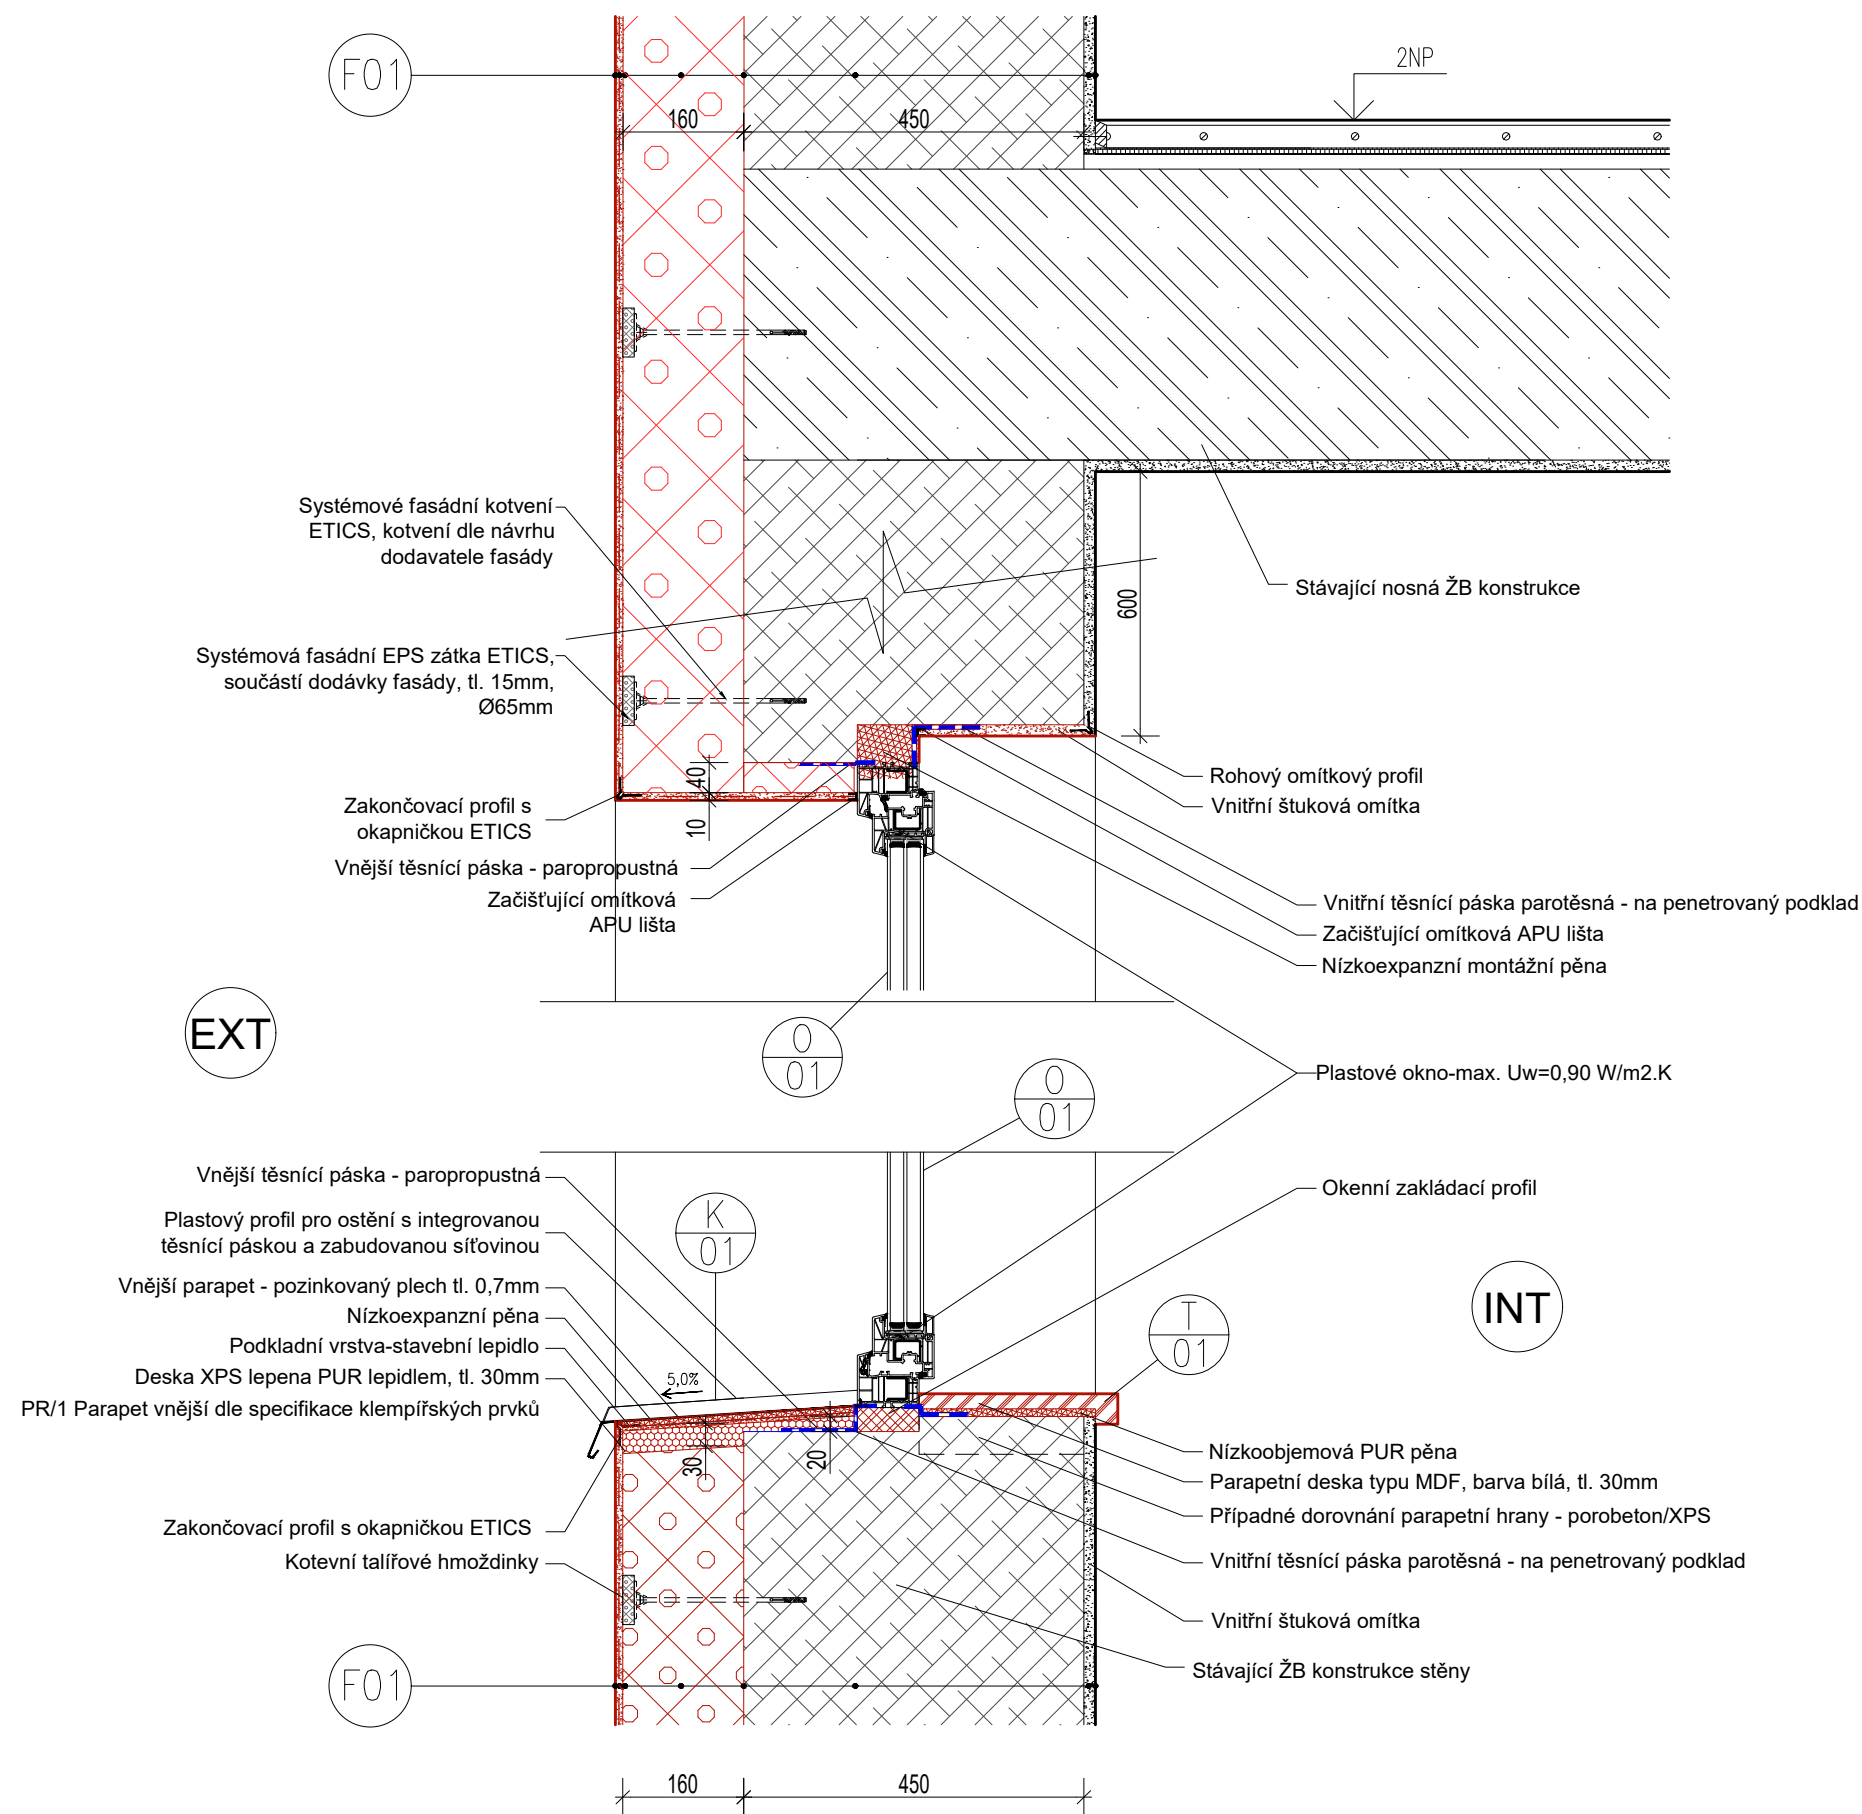 F01
2NP
160
450
Systémové fasádní kotvení
ETICS, kotvení dle návrhu
dodavatele fasády
Stávající nosná ŽB konstrukce
600
Systémová fasádní EPS zátka ETICS,
součástí dodávky fasády, tl. 15mm,
Ø65mm
40
10
Zakončovací profil s
okapničkou ETICS
Rohový omítkový profil
Vnitřní štuková omítka
Vnější těsnící páska - paropropustná
Začišťující omítková
APU lišta
Vnitřní těsnící páska parotěsná - na penetrovaný podklad
Začišťující omítková APU lišta
Nízkoexpanzní montážní pěna
EXT
O
01
O
01
Plastové okno-max. Uw=0,90 W/m2.K
Vnější těsnící páska - paropropustná
Okenní zakládací profil
Plastový profil pro ostění s integrovanou
těsnící páskou a zabudovanou síťovinou
K
01
Vnější parapet - pozinkovaný plech tl. 0,7mm
Nízkoexpanzní pěna
Podkladní vrstva-stavební lepidlo
Deska XPS lepena PUR lepidlem, tl. 30mm
PR/1 Parapet vnější dle specifikace klempířských prvků
INT
T
01
5,0%
30
20
Nízkoobjemová PUR pěna
Parapetní deska typu MDF, barva bílá, tl. 30mm
Případné dorovnání parapetní hrany - porobeton/XPS
Zakončovací profil s okapničkou ETICS
Kotevní talířové hmoždinky
Vnitřní těsnící páska parotěsná - na penetrovaný podklad
Vnitřní štuková omítka
Stávající ŽB konstrukce stěny
F01
160
450